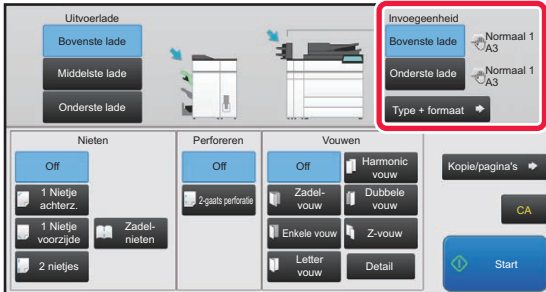 Uitvoerlade
Bovenste lade
Middelste lade
Onderste lade
Invoegeenheid
Bovenste lade
Normaal 1
A3
Onderste lade
Normaal 1
A3
Type + formaat
Nieten
Off
1 Nietje
achterz.
1 Nietje
voorzijde
Zadel-
nieten
2 nietjes
Perforeren
Off
2-gaats perforatie
Vouwen
Off
Harmonic
vouw
Zadel-
vouw
Dubbele
vouw
Enkele vouw
Z-vouw
Letter
vouw
Detail
Kopie/pagina's
CA
Start